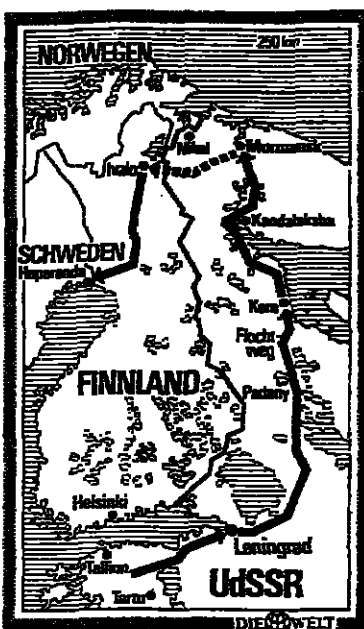 NORWEGEN
250 km
Nikel
Murmansk
Ivalo
Kandalakscha
SCHWEDEN
Haparanda
Kem
Flucht-
weg
FINNLAND
Padany
Helsinki
Leningrad
Tallinn
UdSSR
Tartu
DIE WELT